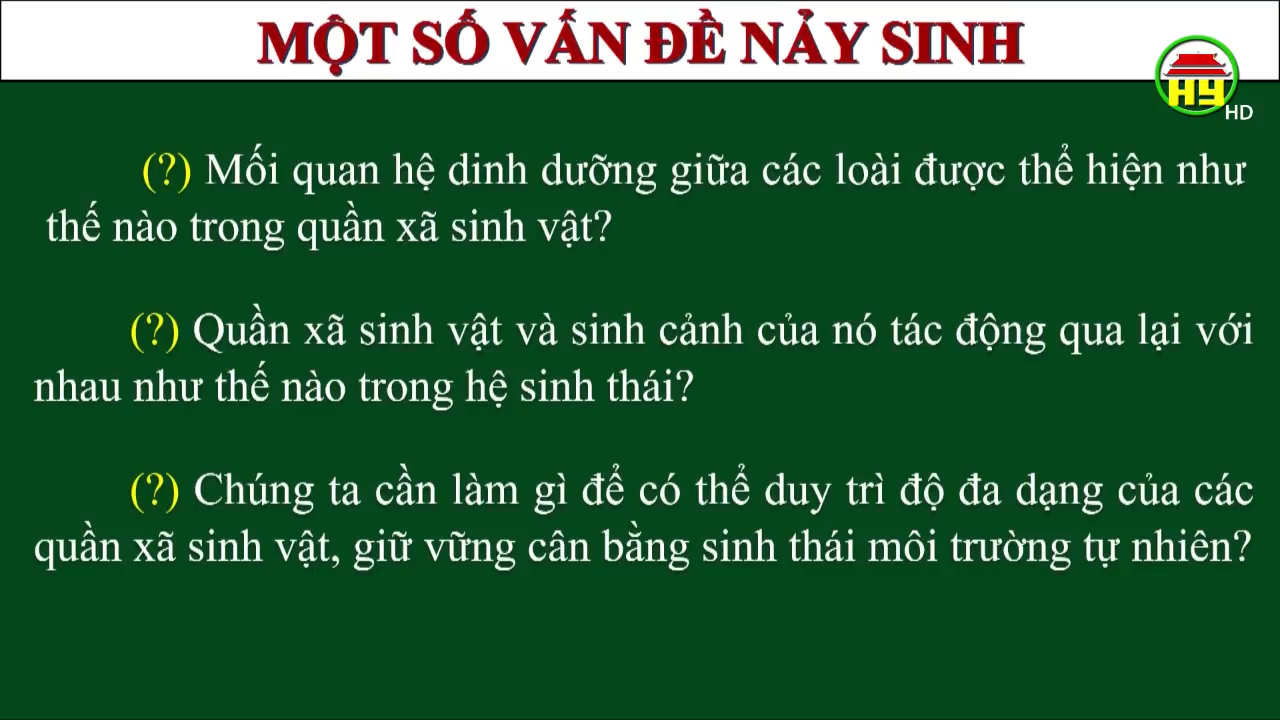 MỘT SỐ VẤN ĐỀ NẢY SINH
HY
HD
(?) Mối quan hệ dinh dưỡng giữa các loài được thể hiện như
thế nào trong quần xã sinh vật?
(?) Quần xã sinh vật và sinh cảnh của nó tác động qua lại với
nhau như thế nào trong hệ sinh thái?
(?) Chúng ta cần làm gì để có thể duy trì độ đa dạng của các
quần xã sinh vật, giữ vững cân bằng sinh thái môi trường tự nhiên?